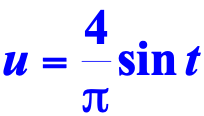 u = 4/π sin t